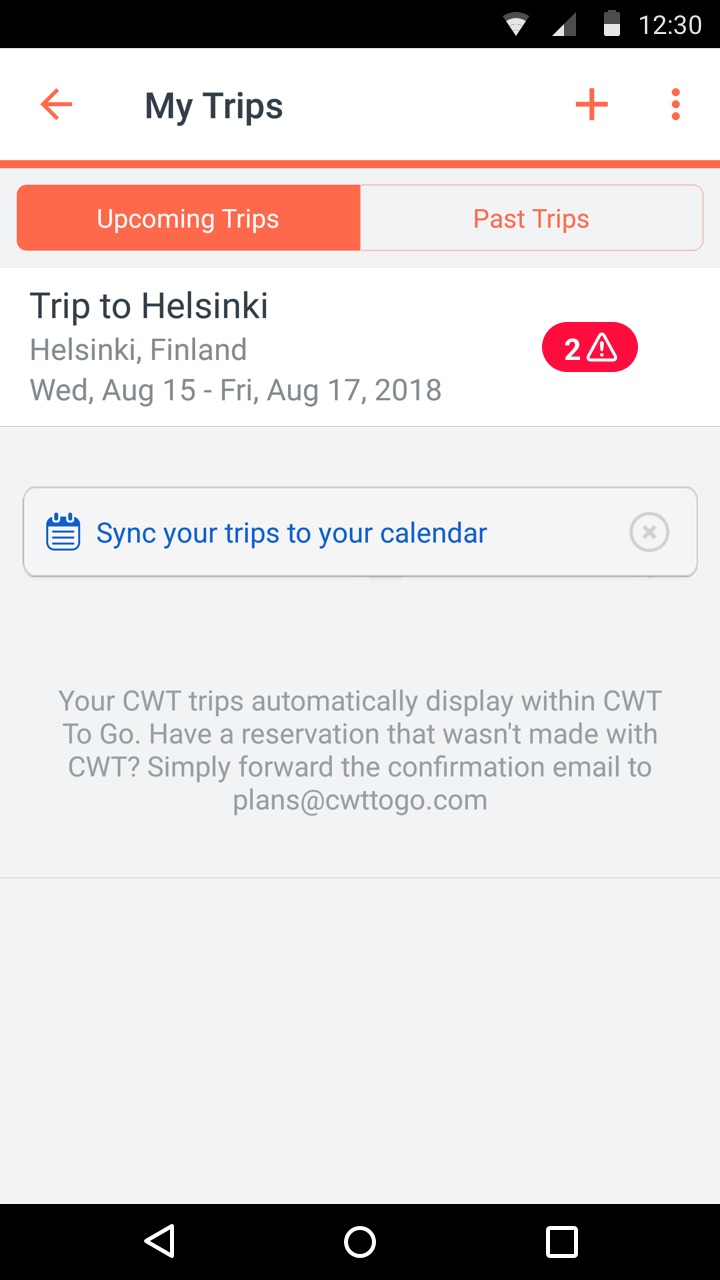 12:30
My Trips
Upcoming Trips
Past Trips
Trip to Helsinki
Helsinki, Finland
2
Wed, Aug 15 - Fri, Aug 17, 2018
Sync your trips to your calendar
Your CWT trips automatically display within CWT
To Go. Have a reservation that wasn't made with
CWT? Simply forward the confirmation email to
plans@cwttogo.com